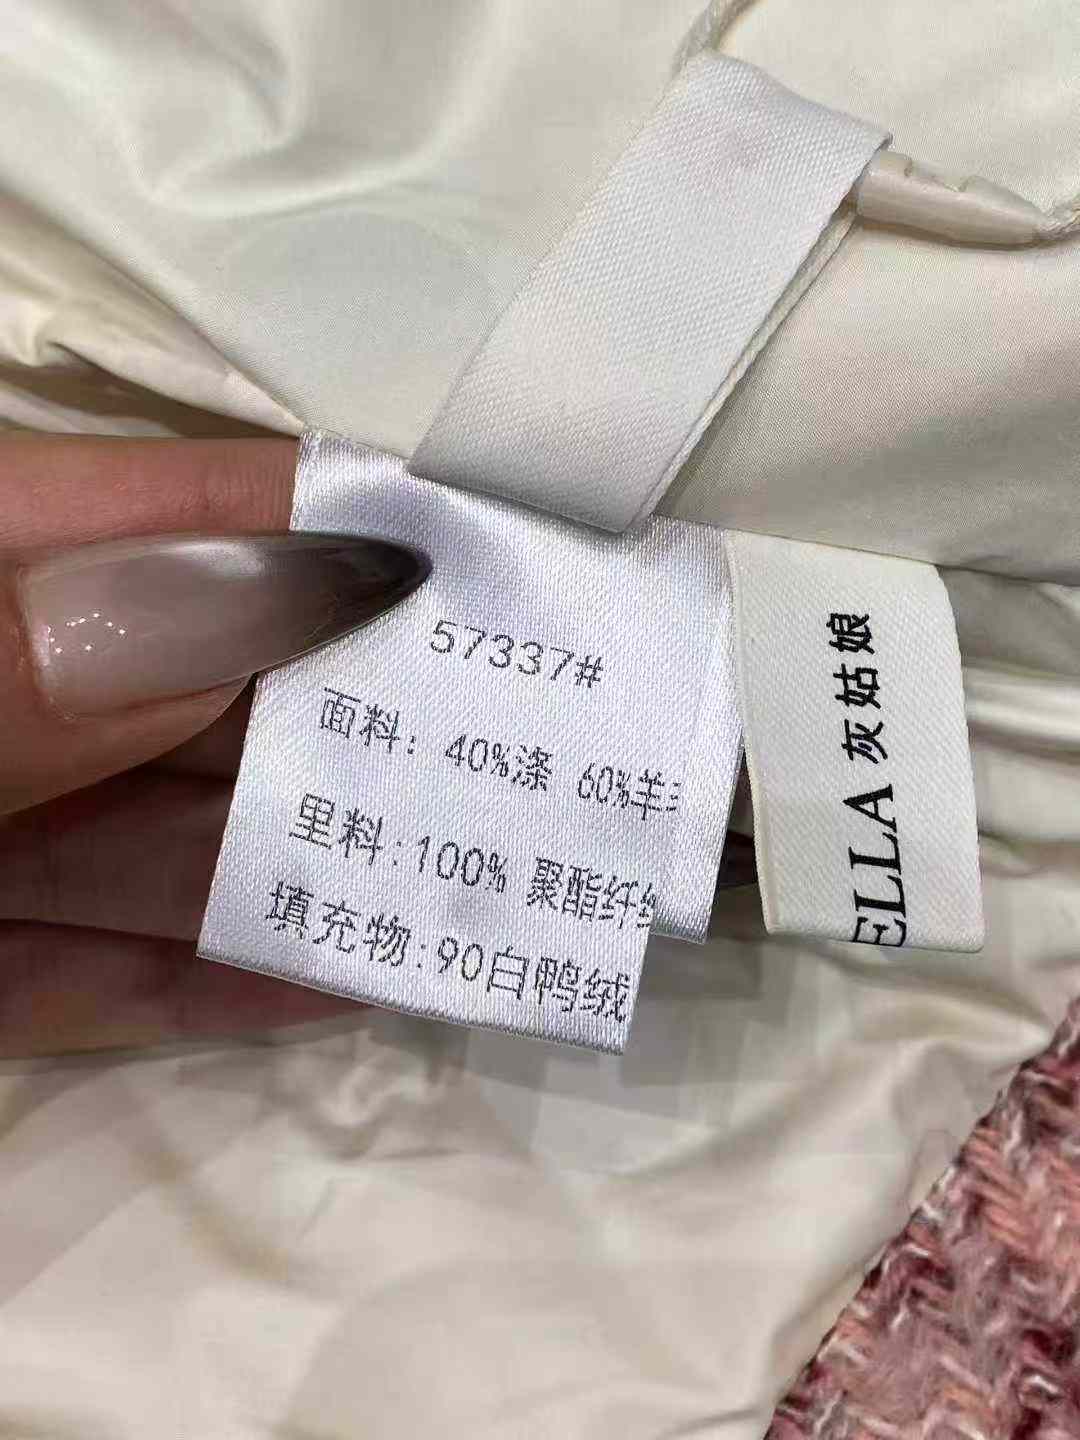 57337#
面料: 40%涤 60%羊
里料:100% 聚酯纤
填充物:90白鸭绒
ELLA 灰姑娘